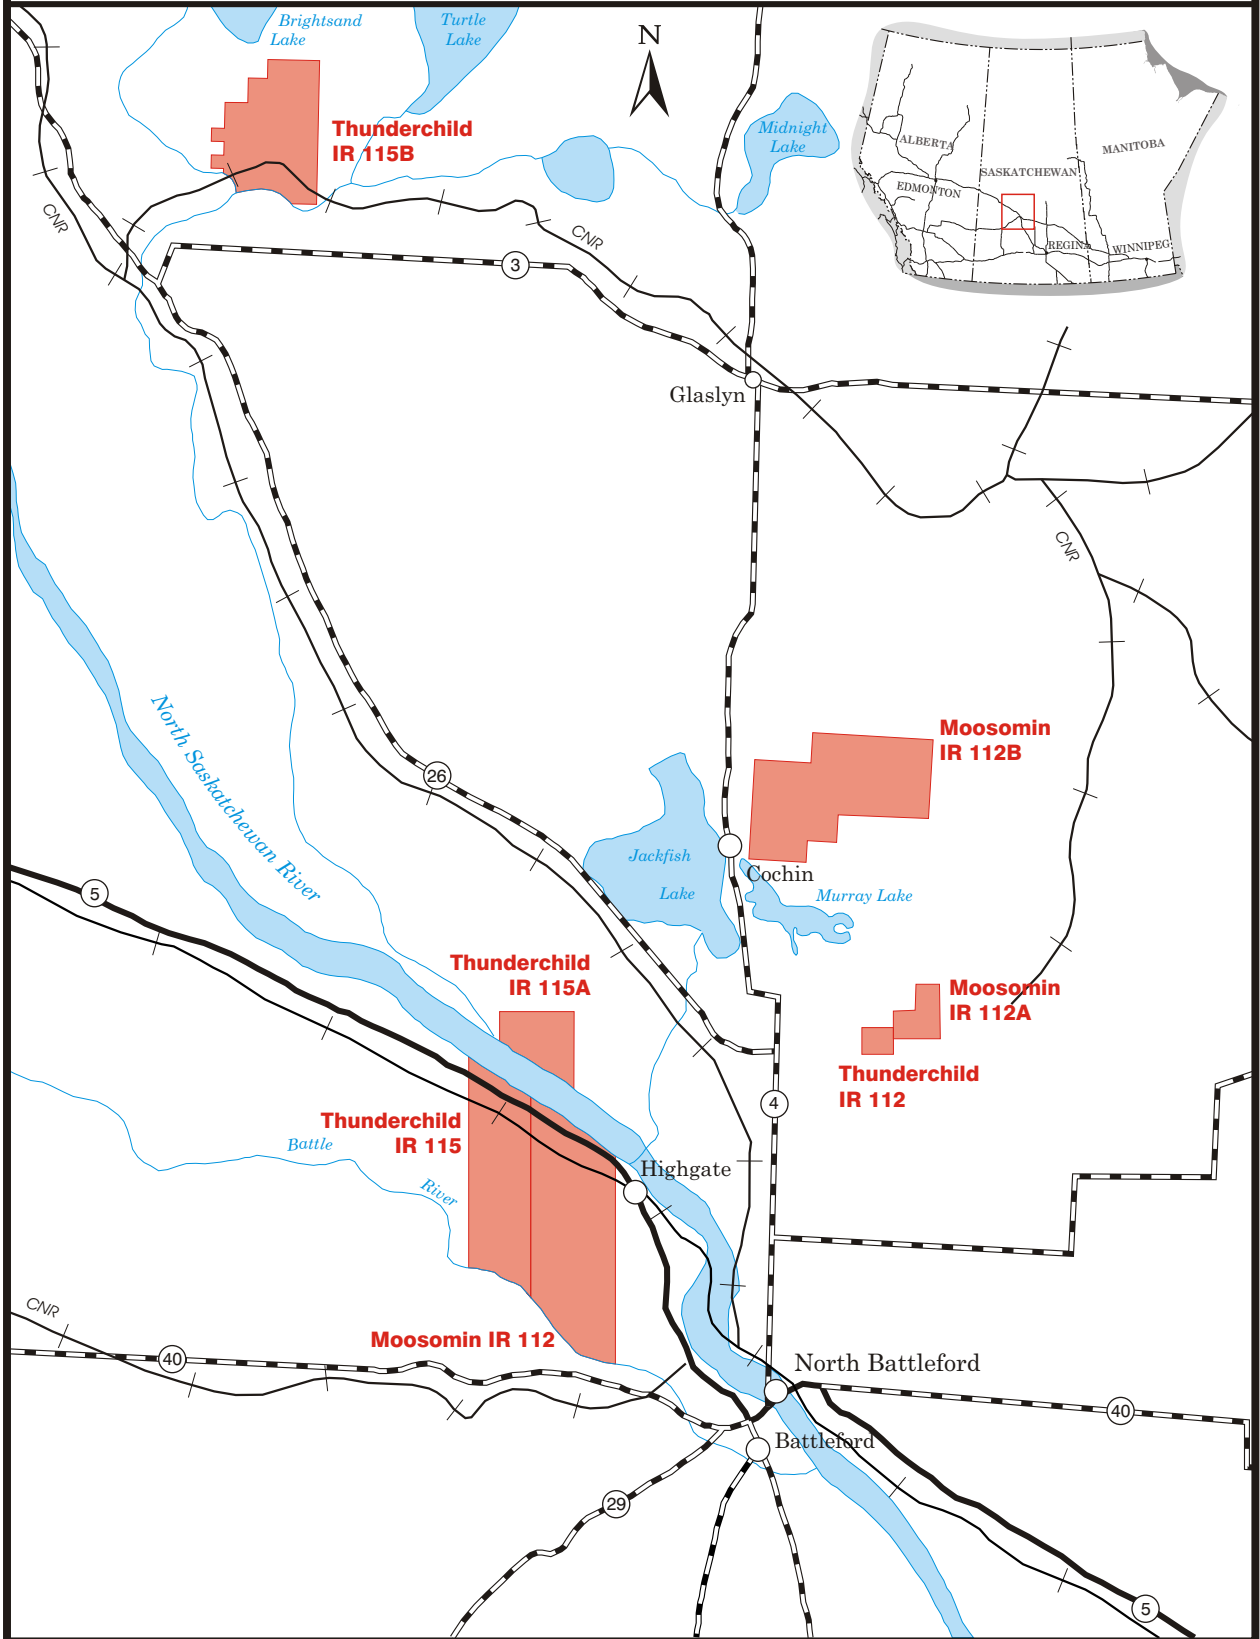 Brightsand
Lake
Turtle
Lake
N
Thunderchild
IR 115B
Midnight
Lake
ALBERTA
MANITOBA
SASKATCHEWAN
EDMONTON
REGINA
WINNIPEG
CNR
CNR
3
Glaslyn
CNR
North Saskatchewan River
Moosomin
IR 112B
26
Jackfish
Lake
Cochin
Murray Lake
5
Thunderchild
IR 115A
Moosomin
IR 112A
Thunderchild
IR 112
4
Thunderchild
IR 115
Battle
River
Highgate
CNR
Moosomin IR 112
40
North Battleford
40
Battleford
29
5